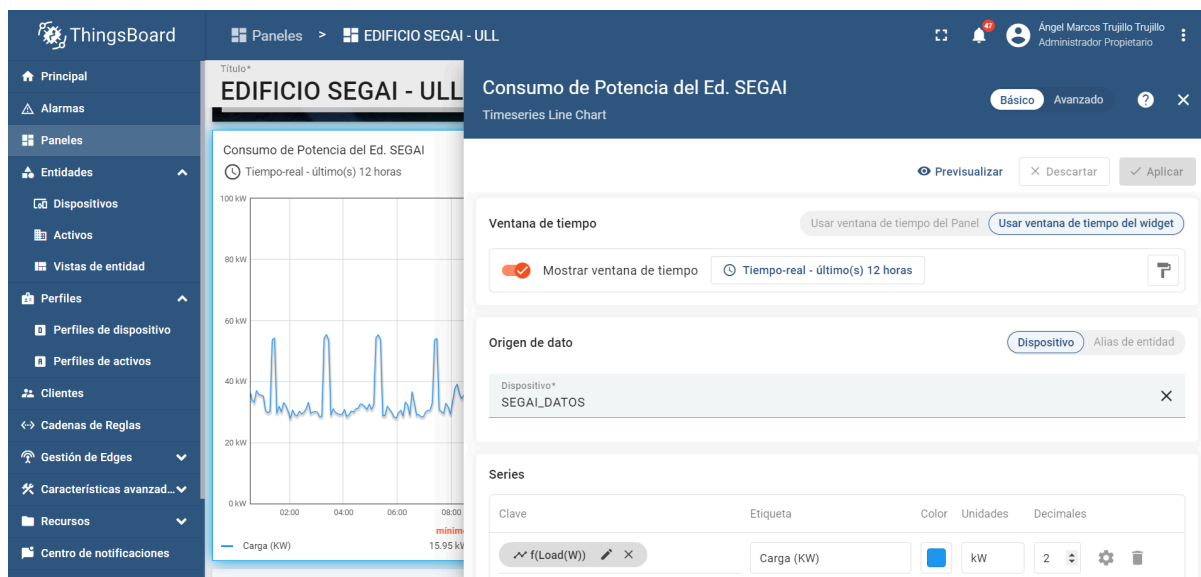 ThingsBoard
Paneles > EDIFICIO SEGAI - ULL
47
Ángel Marcos Trujillo Trujillo
Administrador Propietario
Principal
Alarmas
Paneles
Entidades
Dispositivos
Activos
Vistas de entidad
Perfiles
Perfiles de dispositivo
Perfiles de activos
Clientes
Cadenas de Reglas
Gestión de Edges
Características avanzad...
Recursos
Centro de notificaciones
Título*
EDIFICIO SEGAI - ULL
Consumo de Potencia del Ed. SEGAI
Tiempo-real - último(s) 12 horas
100 kW
80 kW
60 kW
40 kW
20 kW
0 kW
02:00 04:00 06:00 08:00
mínim
Carga (KW) 15.95 kW
Consumo de Potencia del Ed. SEGAI
Timeseries Line Chart
Básico Avanzado ?
Previsualizar Descartar Aplicar
Ventana de tiempo Usar ventana de tiempo del Panel Usar ventana de tiempo del widget
Mostrar ventana de tiempo Tiempo-real - último(s) 12 horas
Origen de dato Dispositivo Alias de entidad
Dispositivo*
SEGAI_DATOS
Series
Clave Etiqueta Color Unidades Decimales
f(Load(W)) Carga (KW) kW 2